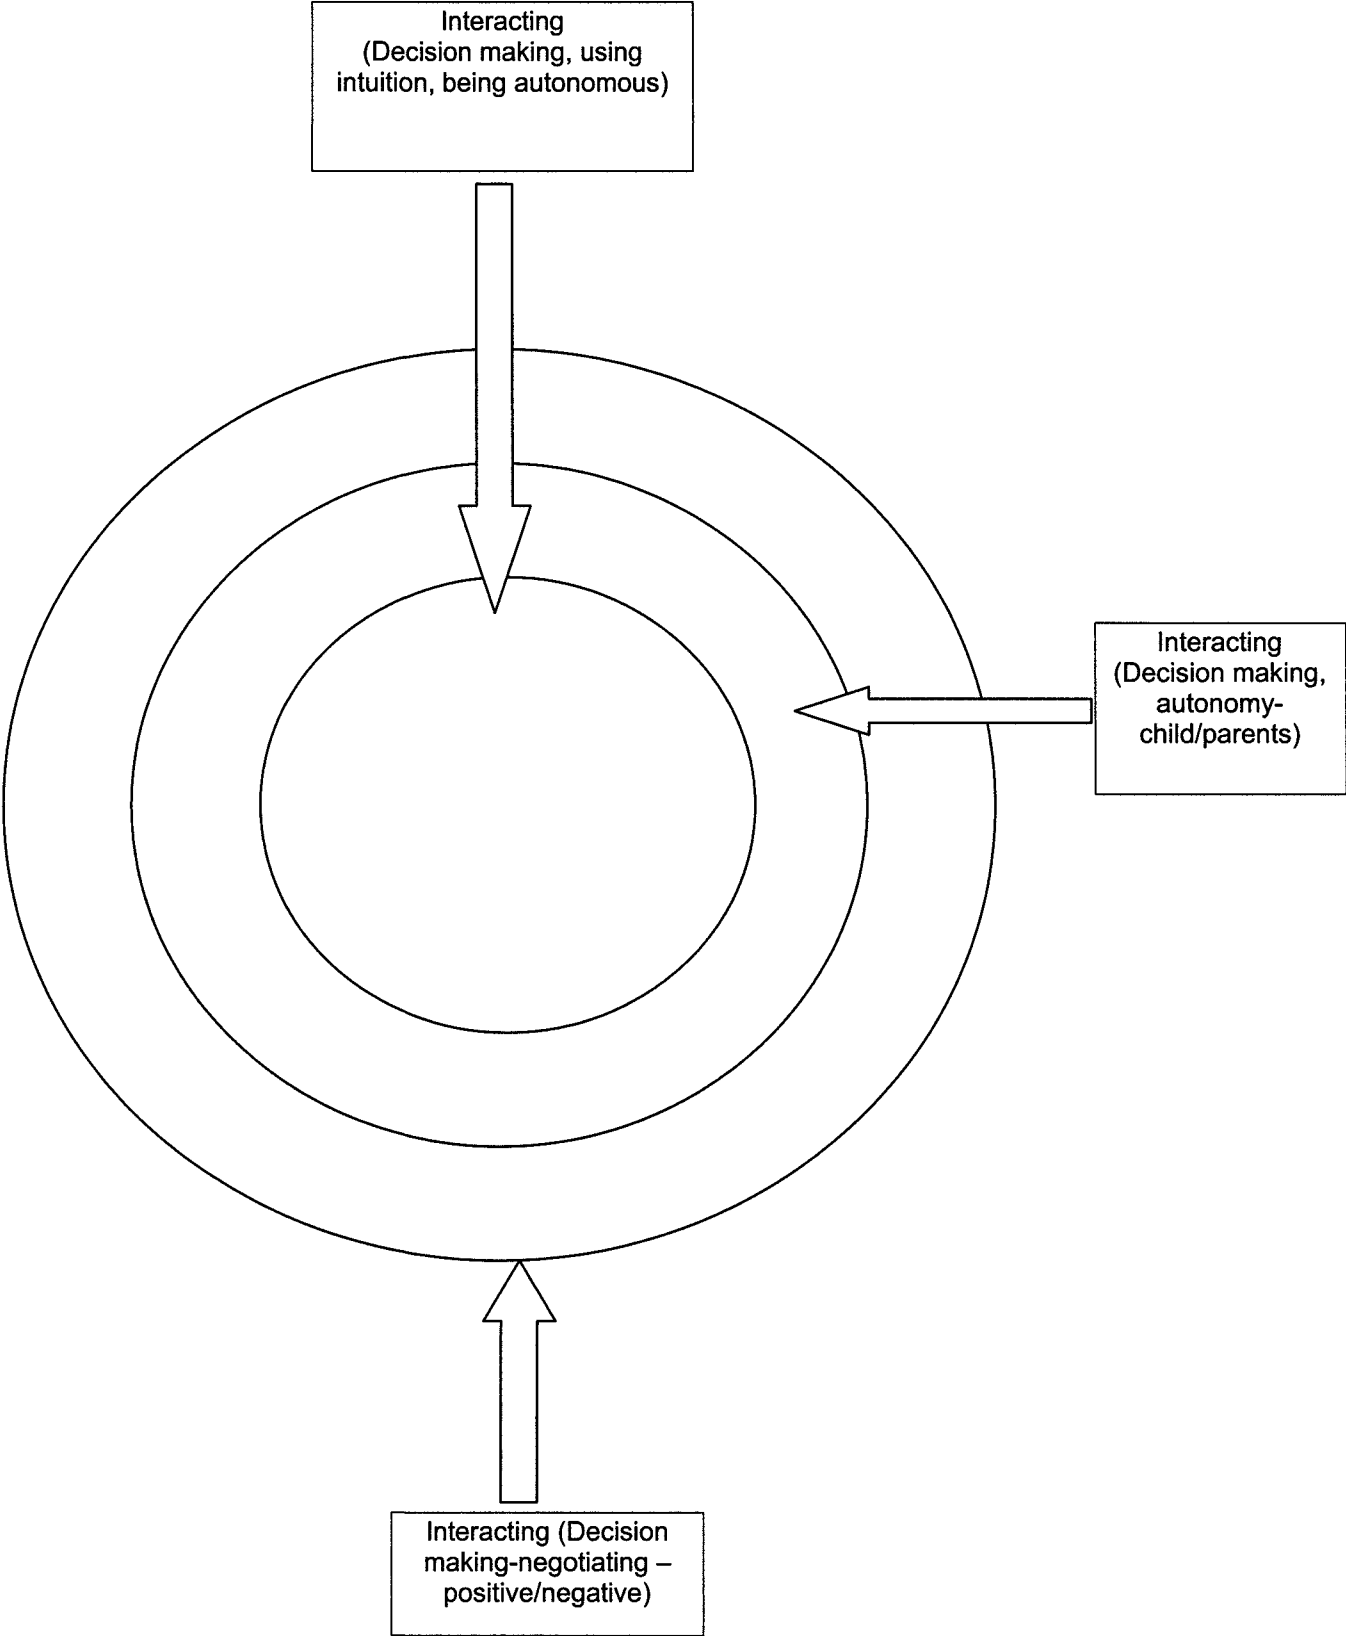 Interacting
(Decision making, using
intuition, being autonomous)
Interacting
(Decision making,
autonomy-
child/parents)
Interacting (Decision
making-negotiating –
positive/negative)